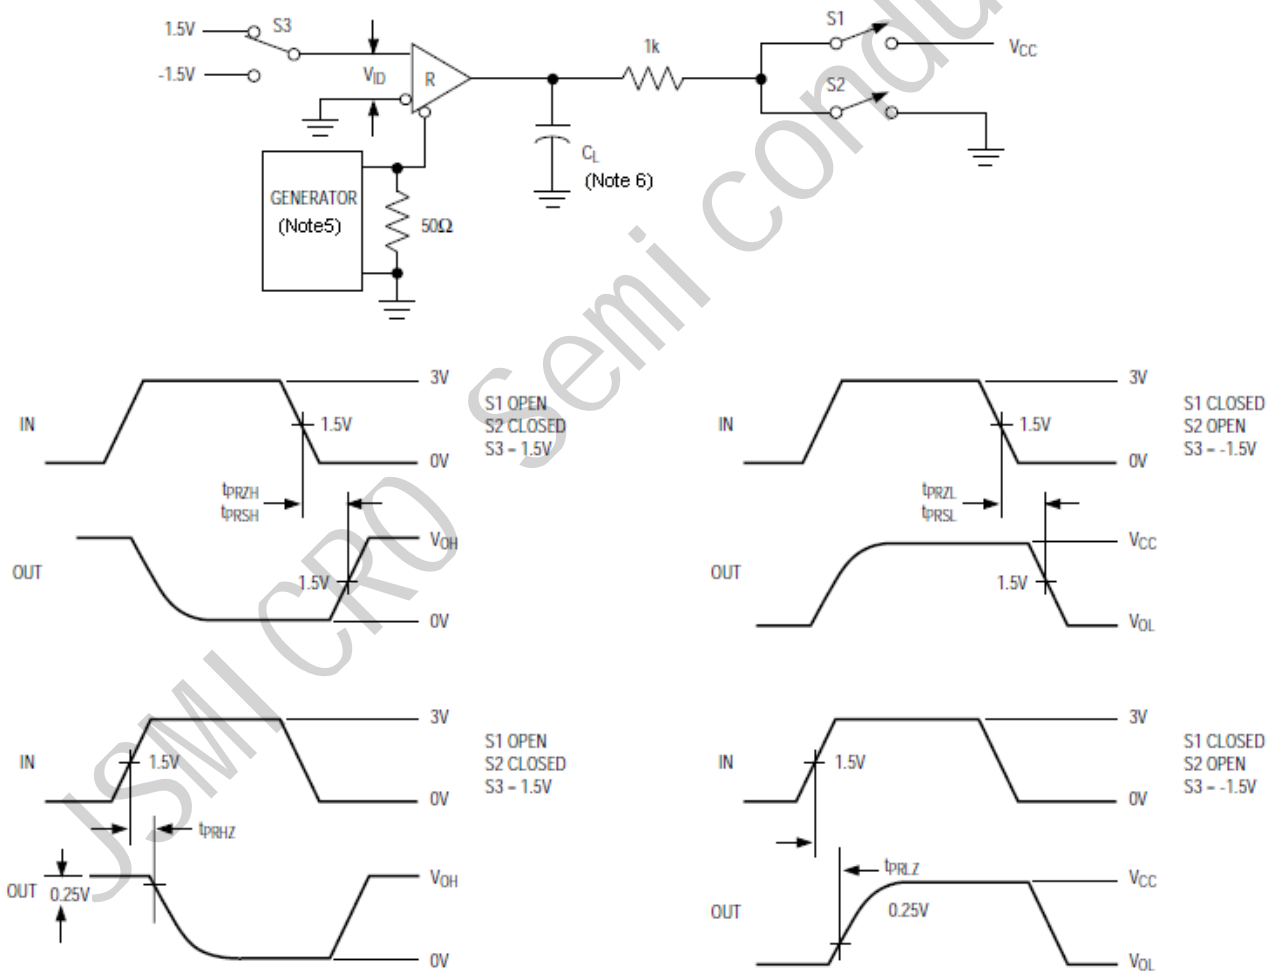 1.5V
S3
-1.5V
VID
R
1k
S1
VCC
S2
CL
(Note 6)
GENERATOR
(Note5)
50Ω
JSMICRO Semicondu
IN
3V
1.5V
0V
S1 OPEN
S2 CLOSED
S3 = 1.5V
tPRZH
tPRSH
OUT
VOH
1.5V
0V
IN
3V
1.5V
0V
S1 CLOSED
S2 OPEN
S3 = -1.5V
tPRZL
tPRSL
OUT
VCC
1.5V
VOL
IN
3V
1.5V
0V
S1 OPEN
S2 CLOSED
S3 = 1.5V
tPRHZ
OUT
0.25V
VOH
0V
IN
3V
1.5V
0V
S1 CLOSED
S2 OPEN
S3 = -1.5V
tPRLZ
OUT
0.25V
VCC
VOL